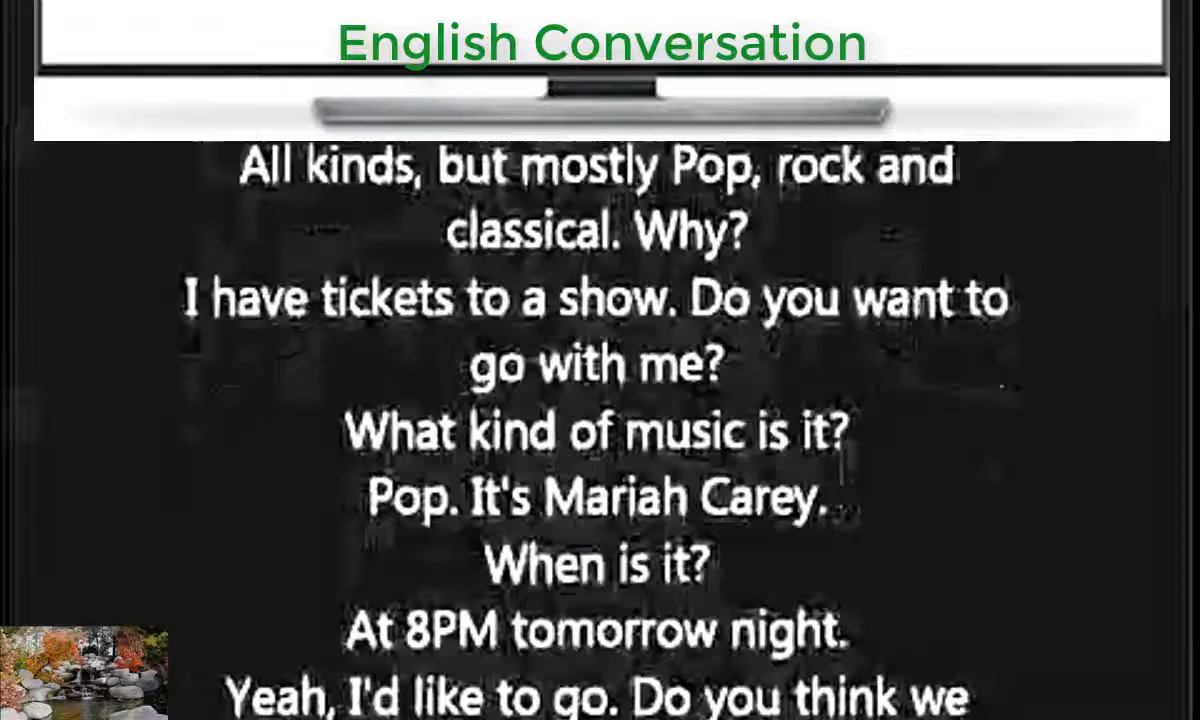 English Conversation
All kinds, but mostly Pop, rock and
classical. Why?
I have tickets to a show. Do you want to
go with me?
What kind of music is it?
Pop. It's Mariah Carey.
When is it?
At 8PM tomorrow night.
Yeah, I'd like to go. Do you think we